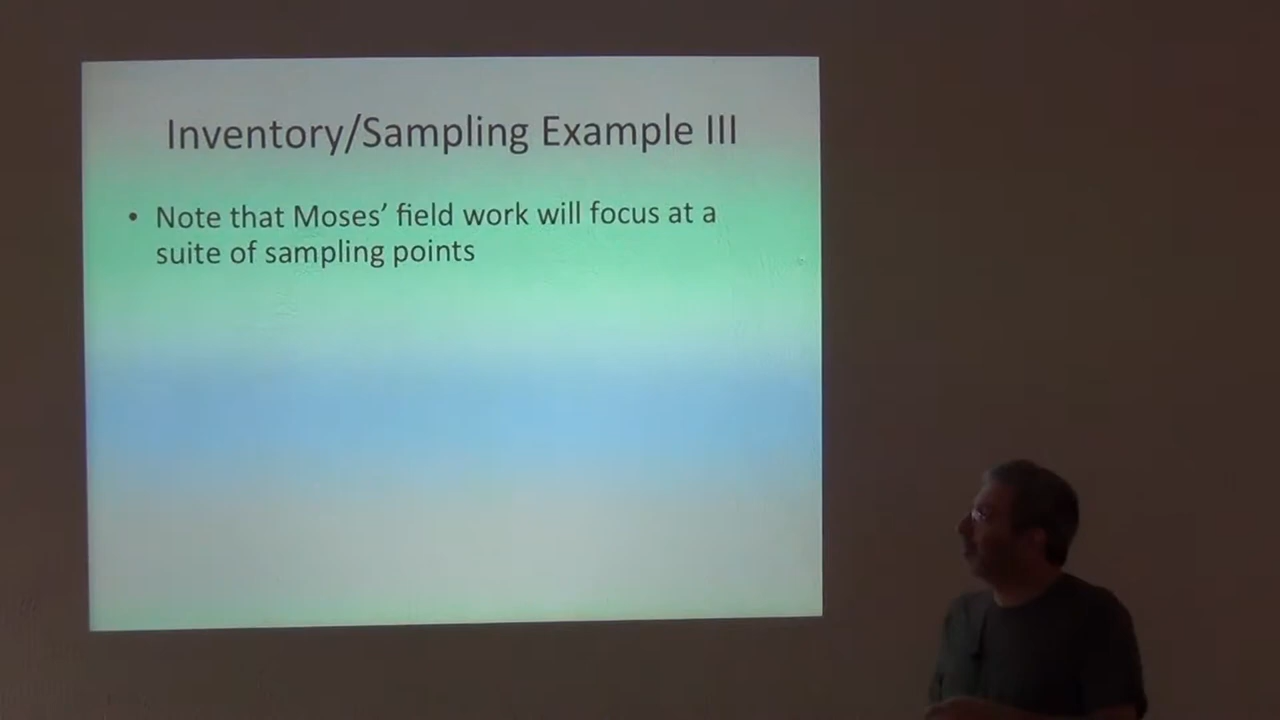 Inventory/Sampling Example III
• Note that Moses’ field work will focus at a
suite of sampling points